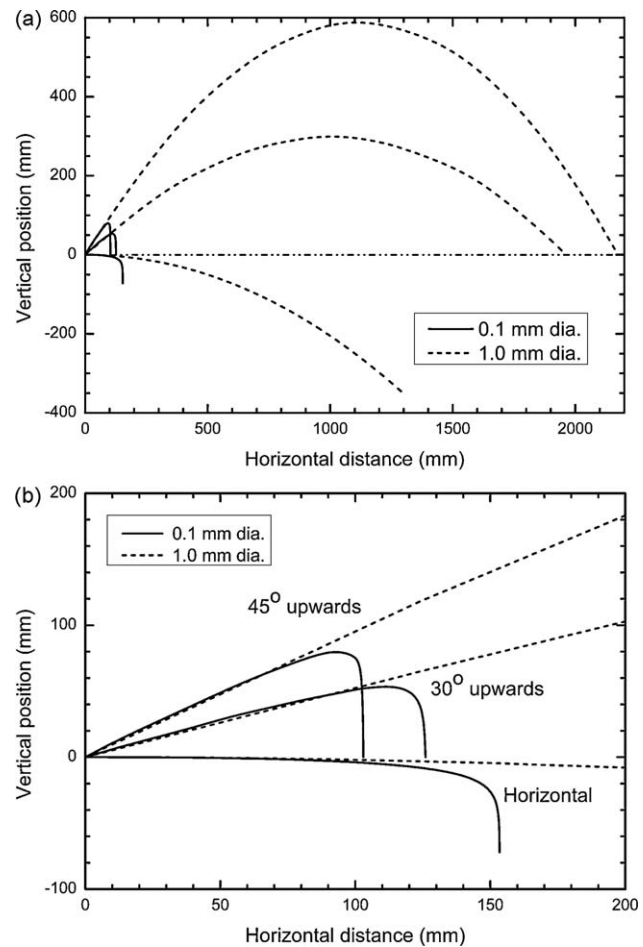 (a)
600
400
200
0
-200
-400
Vertical position (mm)
0.1 mm dia.
1.0 mm dia.
0 500 1000 1500 2000
Horizontal distance (mm)
(b)
200
100
0
-100
Vertical position (mm)
0.1 mm dia.
1.0 mm dia.
45° upwards
30° upwards
Horizontal
0 50 100 150 200
Horizontal distance (mm)